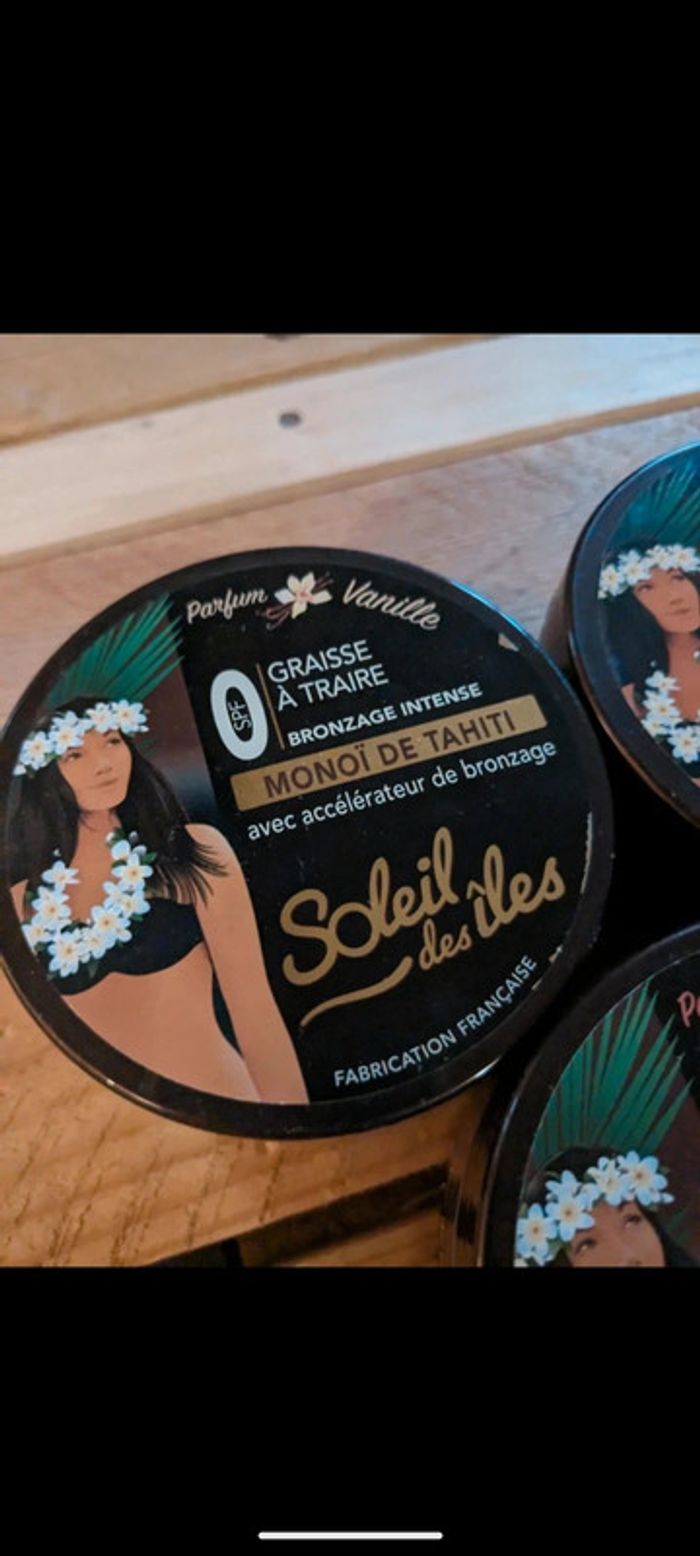 Parfum Vanille
0
SPF
GRAISSE
À TRAIRE
BRONZAGE INTENSE
MONOÏ DE TAHITI
avec accélérateur de bronzage
Soleil
des îles
FABRICATION FRANÇAISE